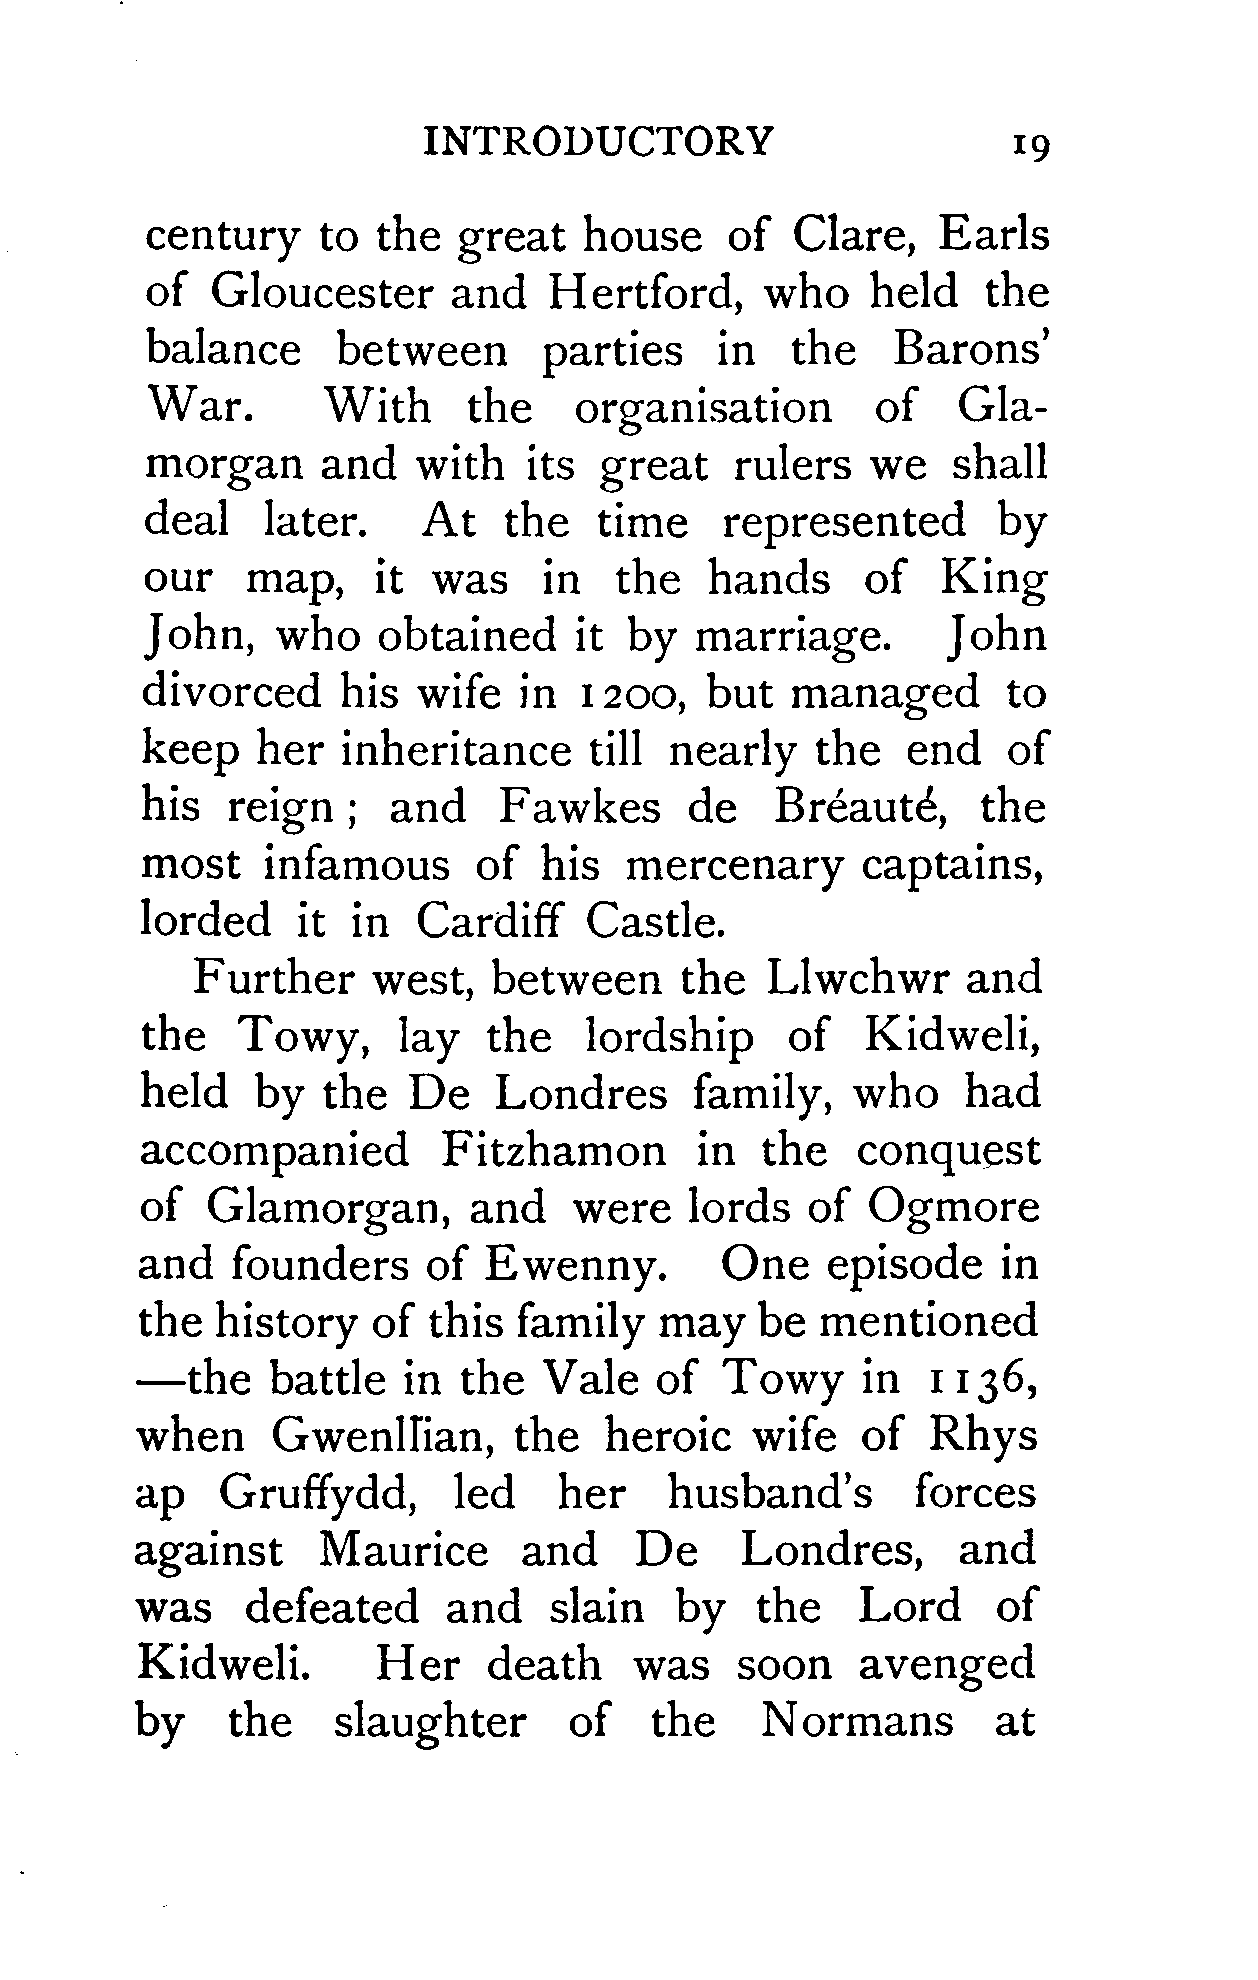 INTRODUCTORY 19
century to the great house of Clare, Earls
of Gloucester and Hertford, who held the
balance between parties in the Barons'
War. With the organisation of Gla-
morgan and with its great rulers we shall
deal later. At the time represented by
our map, it was in the hands of King
John, who obtained it by marriage. John
divorced his wife in 1200, but managed to
keep her inheritance till nearly the end of
his reign ; and Fawkes de Bréauté, the
most infamous of his mercenary captains,
lorded it in Cardiff Castle.
Further west, between the Llwchwr and
the Towy, lay the lordship of Kidweli,
held by the De Londres family, who had
accompanied Fitzhamon in the conquest
of Glamorgan, and were lords of Ogmore
and founders of Ewenny. One episode in
the history of this family may be mentioned
—the battle in the Vale of Towy in 1136,
when Gwenllian, the heroic wife of Rhys
ap Gruffydd, led her husband's forces
against Maurice and De Londres, and
was defeated and slain by the Lord of
Kidweli. Her death was soon avenged
by the slaughter of the Normans at